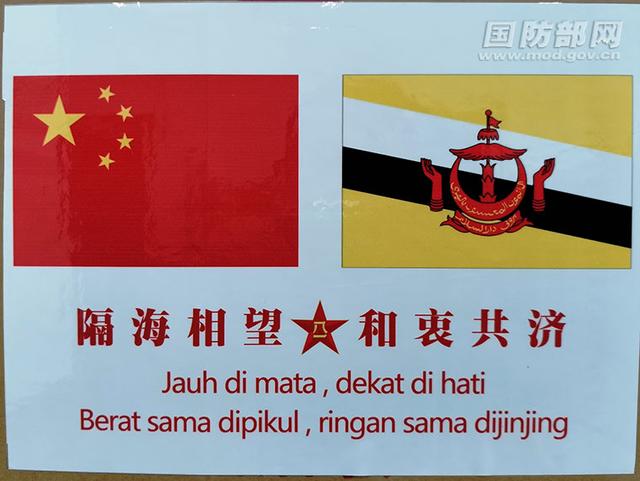 国防部网
www.mod.gov.cn
隔海相望 八一 和衷共济
Jauh di mata , dekat di hati
Berat sama dipikul , ringan sama dijinjing